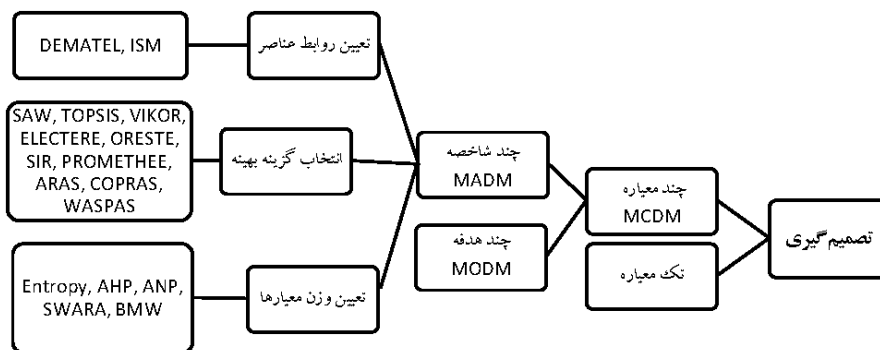 تصمیم‌گیری
چند معیاره
MCDM
تک معیاره
چند شاخصه
MADM
چند هدفه
MODM
تعیین روابط عناصر
DEMATEL, ISM
انتخاب گزینه بهینه
SAW, TOPSIS, VIKOR,
ELECTERE, ORESTE,
SIR, PROMETHEE,
ARAS, COPRAS,
WASPAS
تعیین وزن معیارها
Entropy, AHP, ANP,
SWARA, BMW